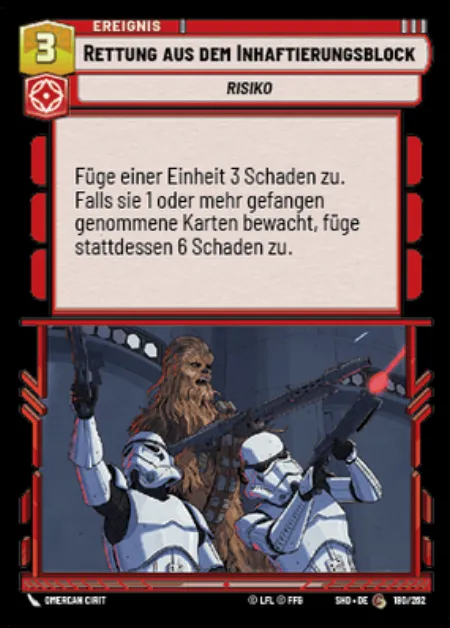 EREIGNIS
3
RETTUNG AUS DEM INHAFTIERUNGSBLOCK
RISIKO
Füge einer Einheit 3 Schaden zu.
Falls sie 1 oder mehr gefangen
genommene Karten bewacht, füge
stattdessen 6 Schaden zu.
OMERCAN CIRIT
© LFL © FFG
SHD • DE
180/262